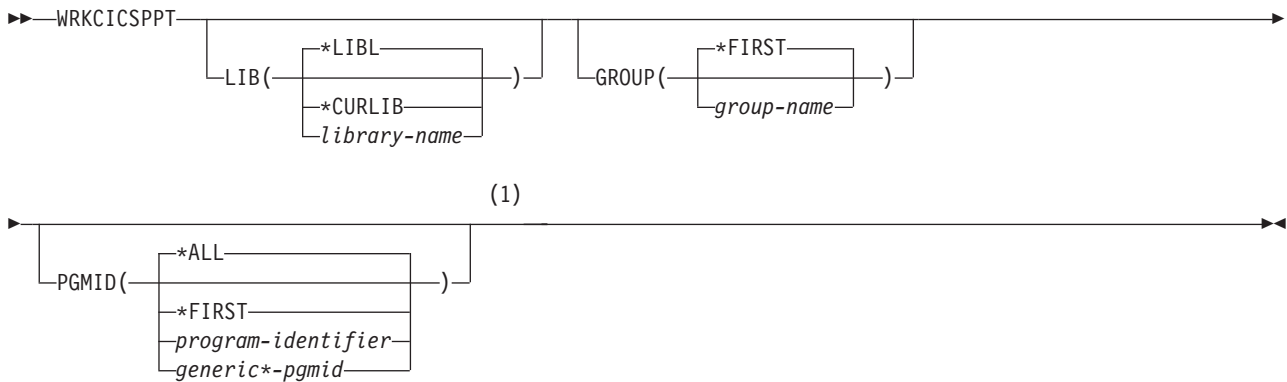 WRKCICSPPT
LIB( *LIBL ) GROUP( *FIRST )
*CURLIB group-name
library-name
(1)
PGMID( *ALL )
*FIRST
program-identifier
generic*-pgmid